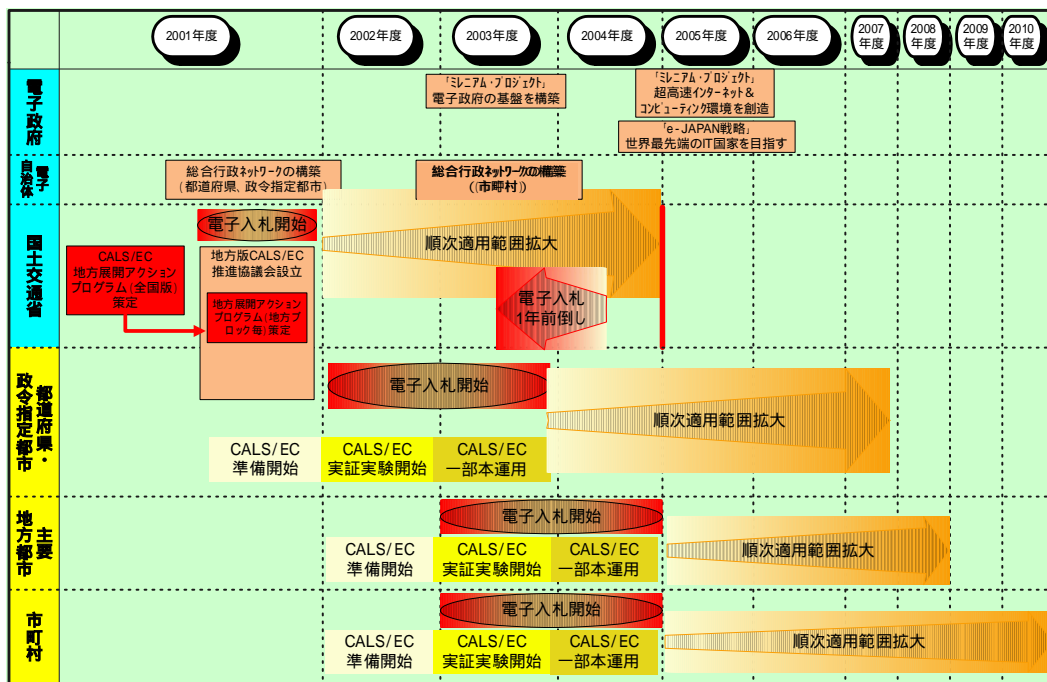 2001年度
2002年度
2003年度
2004年度
2005年度
2006年度
2007
年度
2008
年度
2009
年度
2010
年度
電子政府
「ミレニアム・プロジェクト」
電子政府の基盤を構築
「ミレニアム・プロジェクト」
超高速インターネット＆
コンピューティング環境を創造
「e-JAPAN戦略」
世界最先端のIT国家を目指す
電子
自治体
総合行政ネットワークの構築
(都道府県、政令指定都市)
総合行政ネットワークの構築
(市町村)
国土交通省
電子入札開始
順次適用範囲拡大
CALS/EC
地方展開アクション
プログラム(全国版)
策定
地方版CALS/EC
推進協議会設立
地方展開アクション
プログラム(地方ブ
ロック毎)策定
電子入札
1年前倒し
都道府県・
政令指定都市
電子入札開始
順次適用範囲拡大
CALS/EC
準備開始
CALS/EC
実証実験開始
CALS/EC
一部本運用
主要
地方都市
電子入札開始
順次適用範囲拡大
CALS/EC
準備開始
CALS/EC
実証実験開始
CALS/EC
一部本運用
市町村
電子入札開始
順次適用範囲拡大
CALS/EC
準備開始
CALS/EC
実証実験開始
CALS/EC
一部本運用